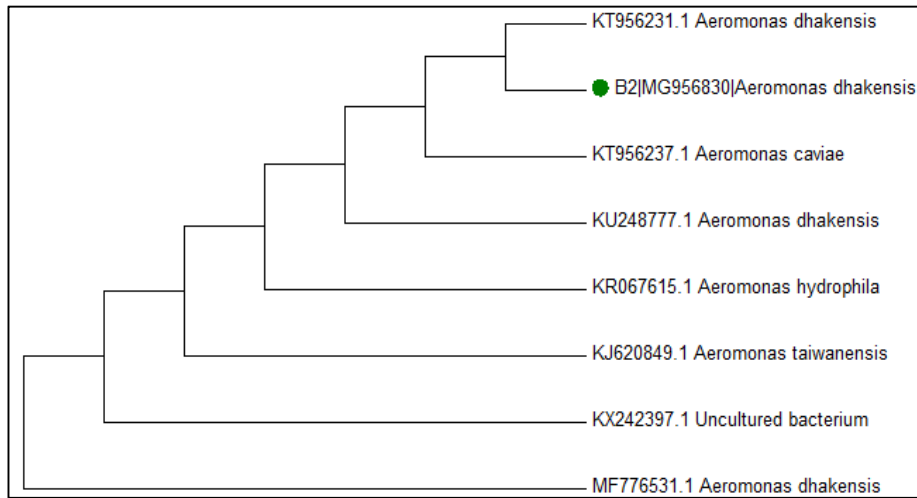 KT956231.1 Aeromonas dhakensis
B2|MG956830|Aeromonas dhakensis
KT956237.1 Aeromonas caviae
KU248777.1 Aeromonas dhakensis
KR067615.1 Aeromonas hydrophila
KJ620849.1 Aeromonas taiwanensis
KX242397.1 Uncultured bacterium
MF776531.1 Aeromonas dhakensis